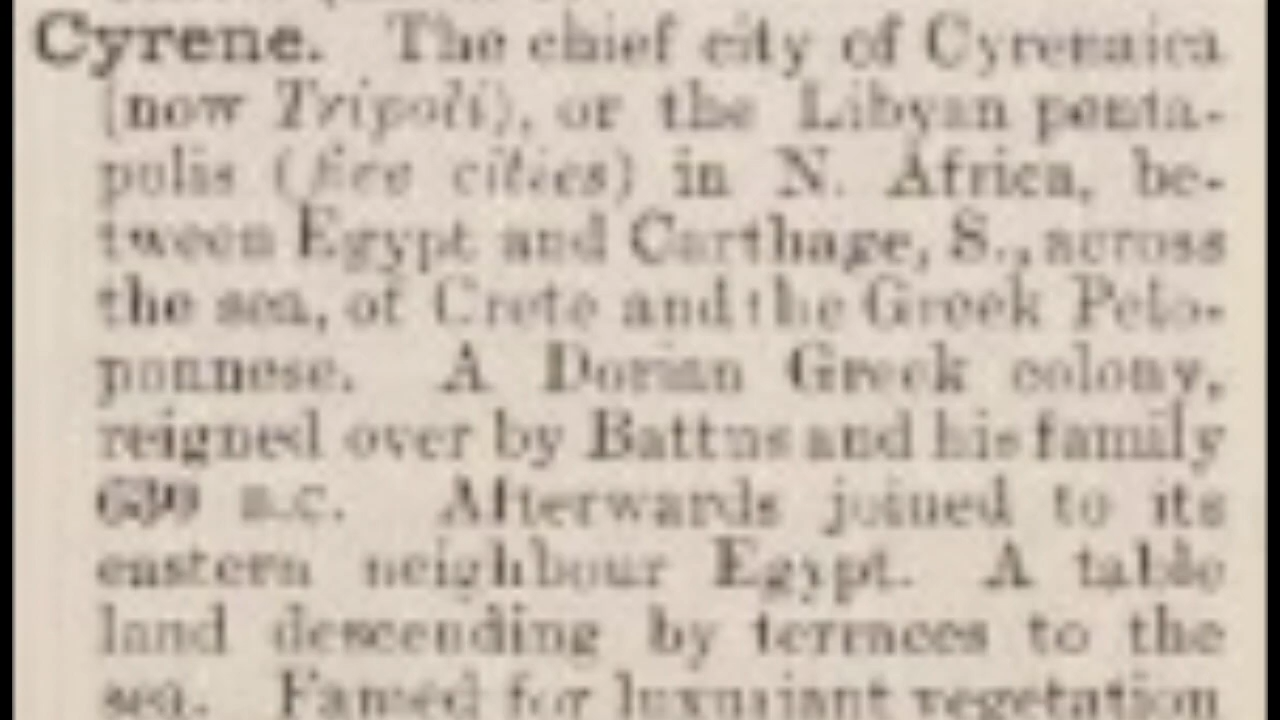 Cyrene. The chief city of Cyrenaica
(now Tripoli), or the Libyan penta-
polis (five cities) in N. Africa, be-
tween Egypt and Carthage, S., across
the sea, of Crete and the Greek Pelo-
ponnese. A Dorian Greek colony,
reigned over by Battus and his family
B.C. Afterwards joined to its
eastern neighbour Egypt. A table
land descending by terraces to the
sea. Famed for luxuriant vegetation